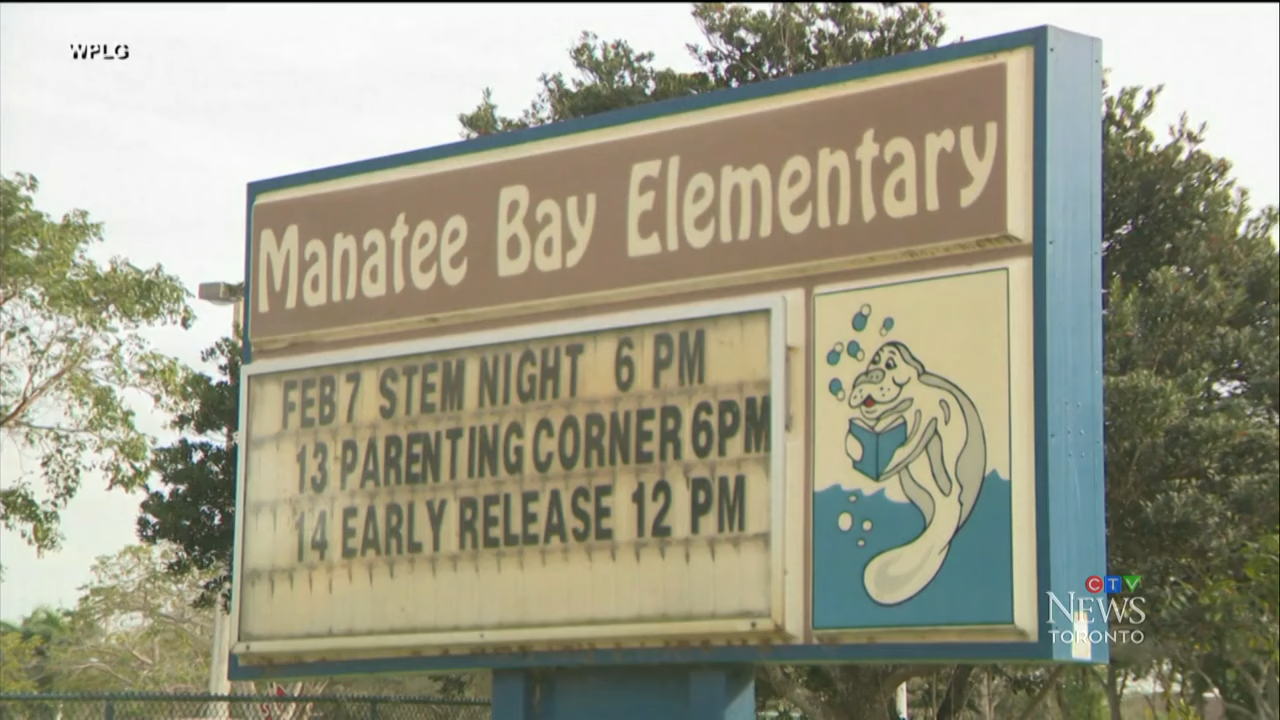 WPLG
Manatee Bay Elementary
FEB 7 STEM NIGHT 6 PM
13 PARENTING CORNER 6PM
14 EARLY RELEASE 12 PM
CTV
NEWS
TORONTO